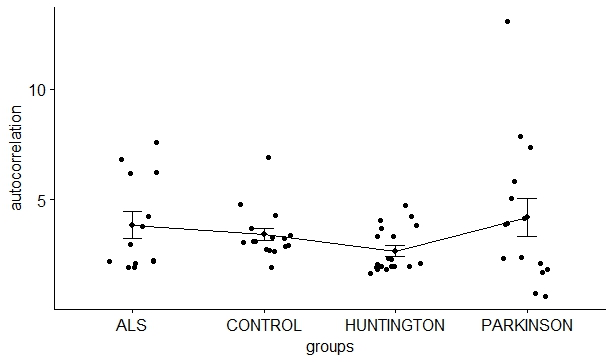 10
autocorrelation
5
ALS CONTROL HUNTINGTON PARKINSON
groups